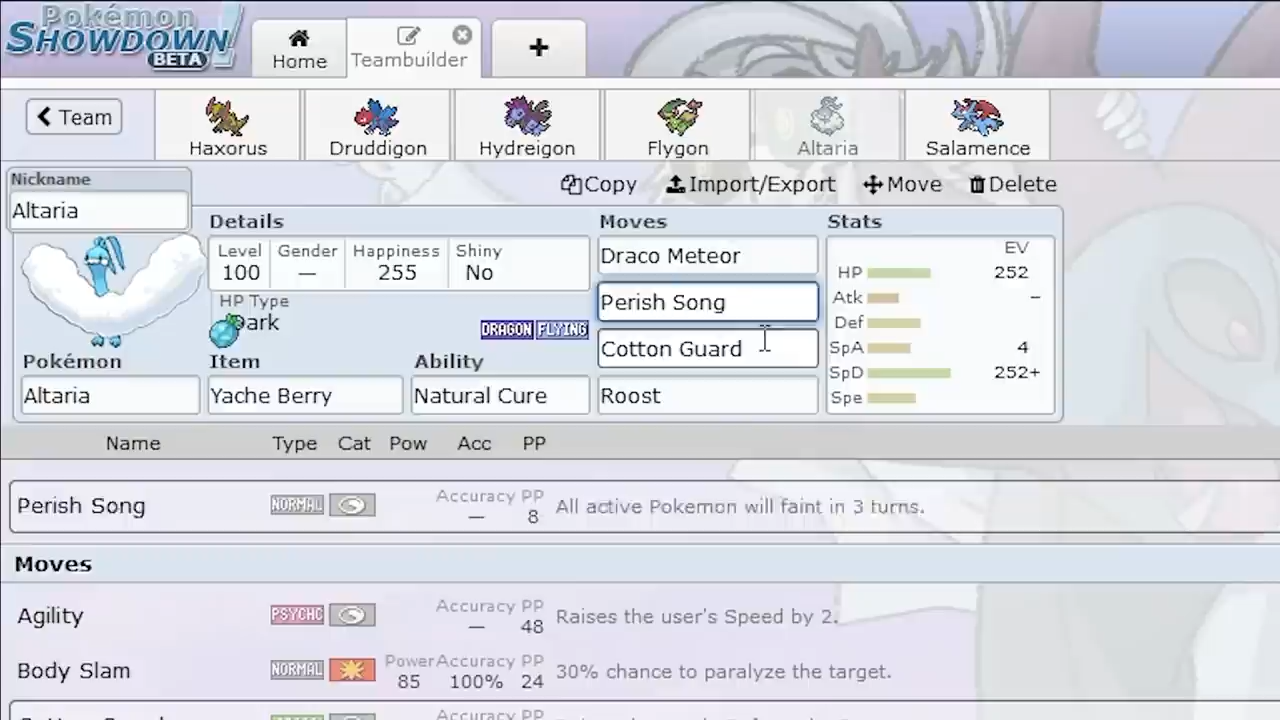 Pokémon
SHOWDOWN!
BETA
Home
Teambuilder
+
Team
Haxorus
Druddigon
Hydreigon
Flygon
Altaria
Salamence
Nickname
Altaria
Copy
Import/Export
Move
Delete
Details
Level
100
Gender
—
Happiness
255
Shiny
No
HP Type
Dark
DRAGON FLYING
Pokémon
Altaria
Item
Yache Berry
Ability
Natural Cure
Moves
Draco Meteor
Perish Song
Cotton Guard
Roost
Stats
EV
HP 252
Atk –
Def
SpA 4
SpD 252+
Spe
Name Type Cat Pow Acc PP
Perish Song NORMAL Accuracy — PP 8 All active Pokemon will faint in 3 turns.
Moves
Agility PSYCHC Accuracy — PP 48 Raises the user's Speed by 2.
Body Slam NORMAL Power 85 Accuracy 100% PP 24 30% chance to paralyze the target.
Accuracy PP